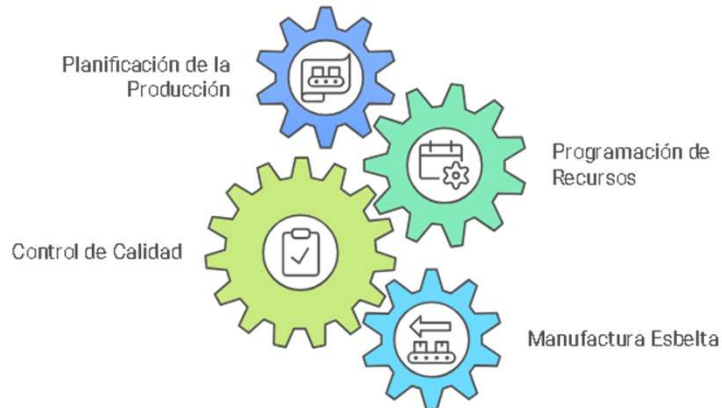 Planificación de la
Producción
Programación de
Recursos
Control de Calidad
Manufactura Esbelta